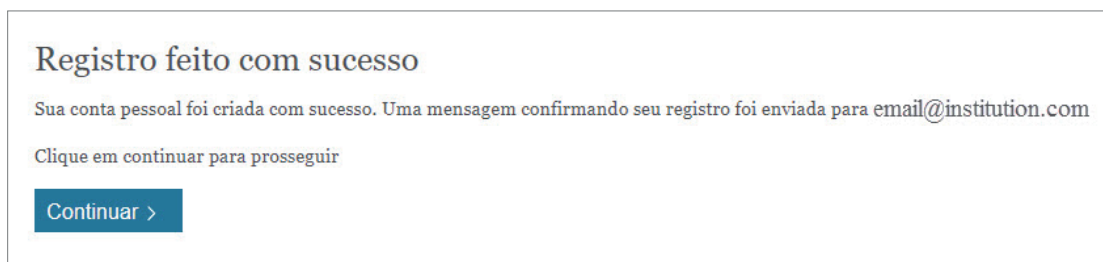 Registro feito com sucesso
Sua conta pessoal foi criada com sucesso. Uma mensagem confirmando seu registro foi enviada para email@institution.com
Clique em continuar para prosseguir
Continuar >